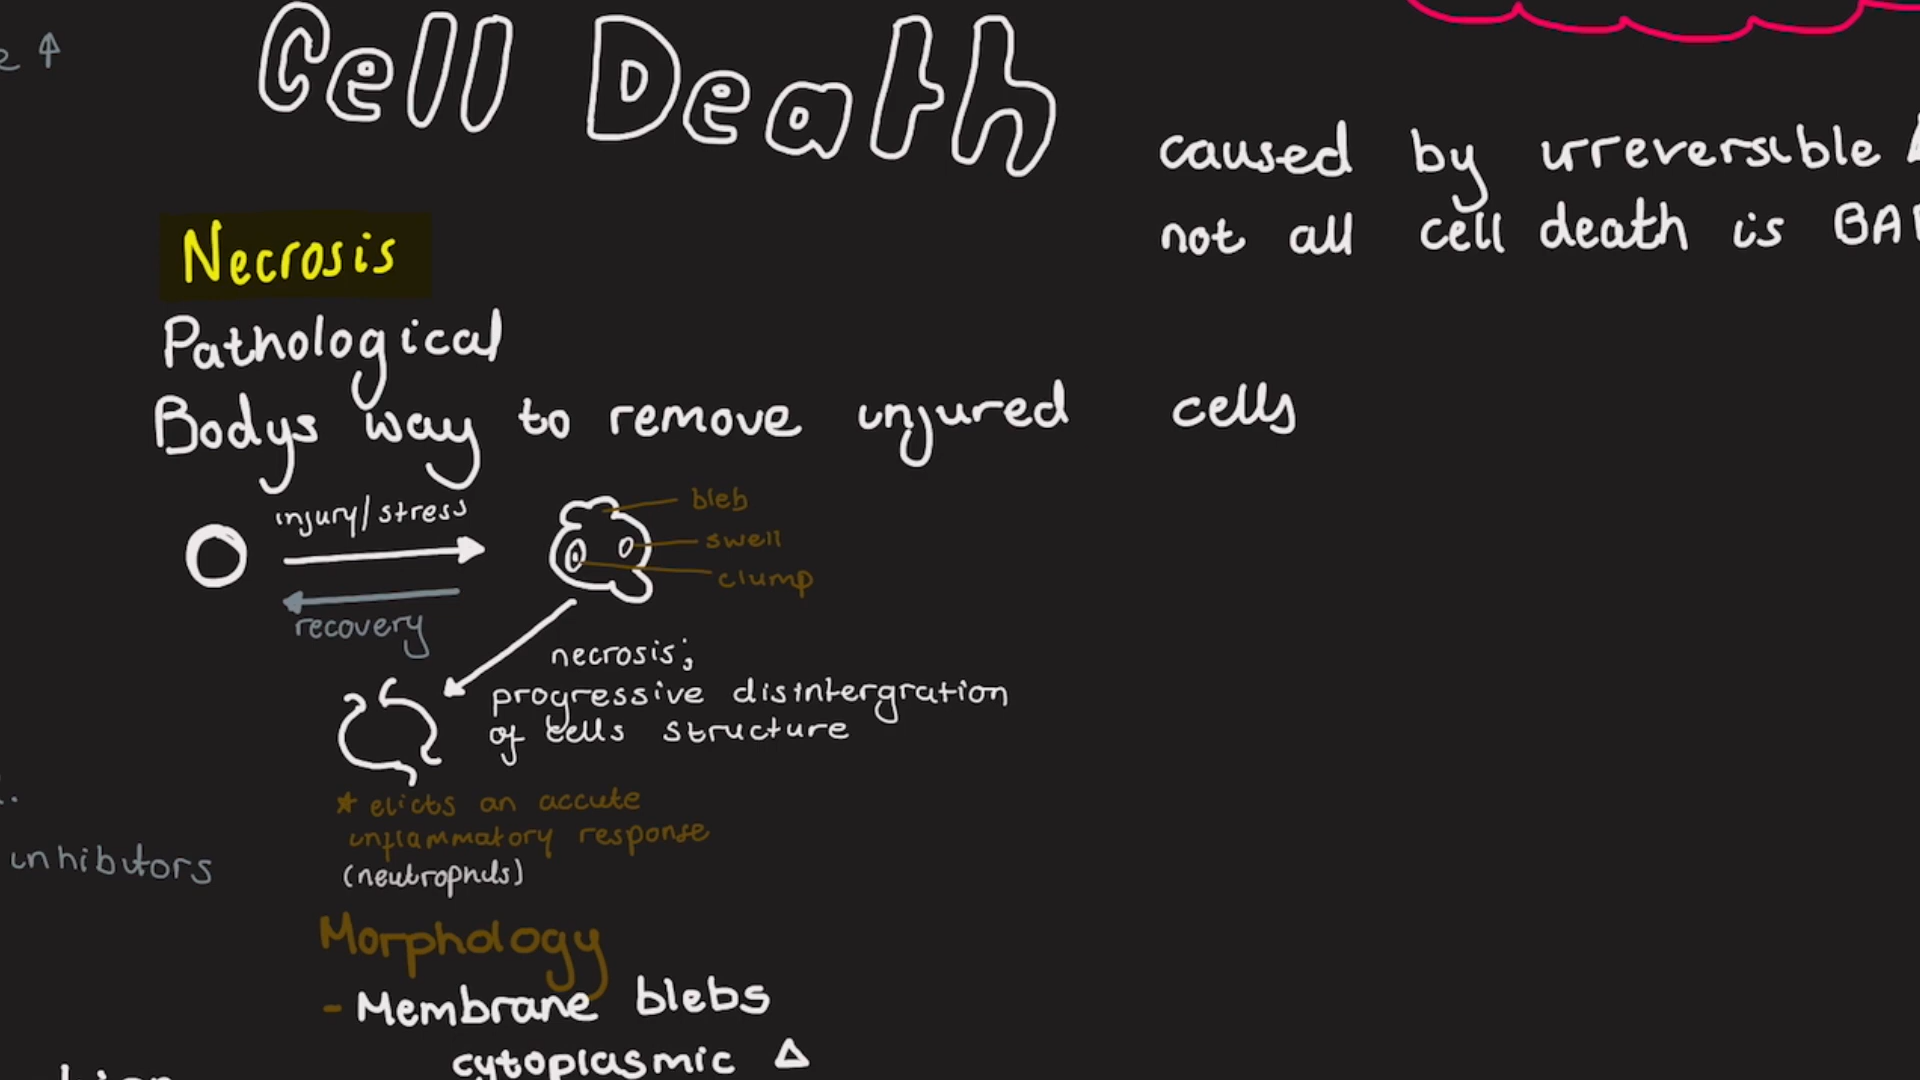 Cell Death
caused by irreversible Δ
not all cell death is BAD
Necrosis
Pathological
Bodys way to remove injured cells
injury/stress
recovery
bleb
swell
clump
necrosis;
progressive disintergration
of cells structure
* elicts an accute
inflammatory response
(neutrophils)
inhibitors
Morphology
- Membrane blebs
cytoplasmic Δ